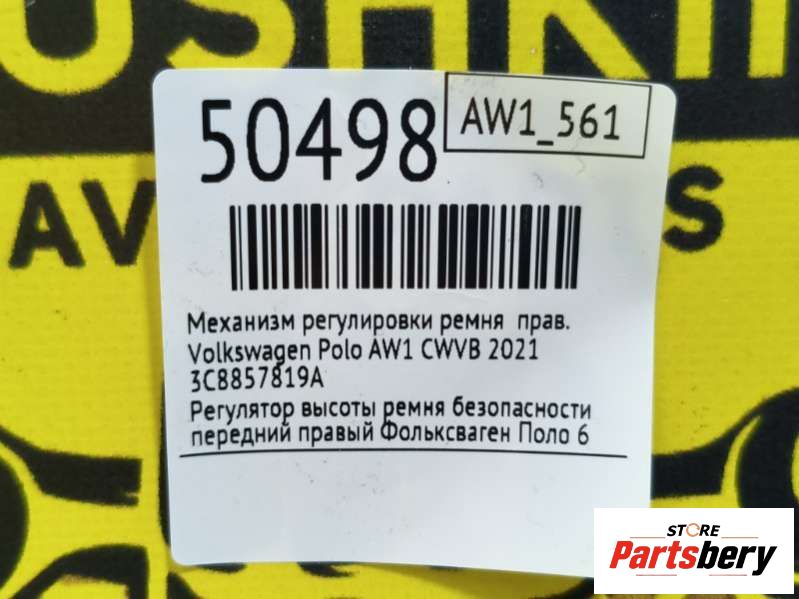 50498
AW1_561
Механизм регулировки ремня прав.
Volkswagen Polo AW1 CWVB 2021
3C8857819A
Регулятор высоты ремня безопасности
передний правый Фольксваген Поло 6
STORE
Partsbery